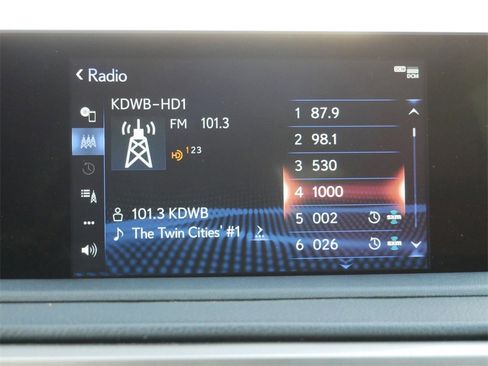 Radio
DCM
KDWB-HD1
FM 101.3
123
101.3 KDWB
The Twin Cities' #1
1 87.9
2 98.1
3 530
4 1000
5 002
6 026